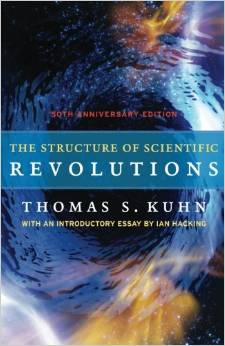 50TH ANNIVERSARY EDITION
THE STRUCTURE OF SCIENTIFIC
REVOLUTIONS
THOMAS S. KUHN
WITH AN INTRODUCTORY ESSAY BY IAN HACKING